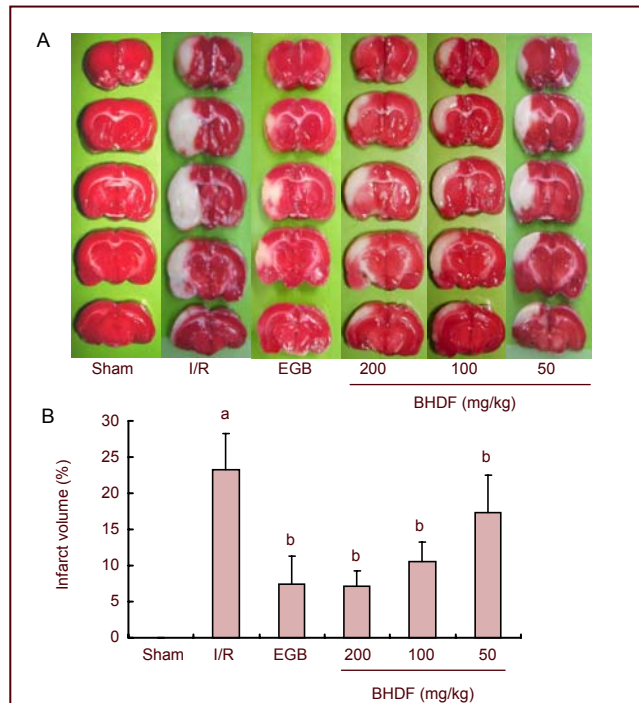 A
Sham I/R EGB 200 100 50
BHDF (mg/kg)
B
Infarct volume (%)
30
25
20
15
10
5
0
a
b
b
b
b
Sham I/R EGB 200 100 50
BHDF (mg/kg)